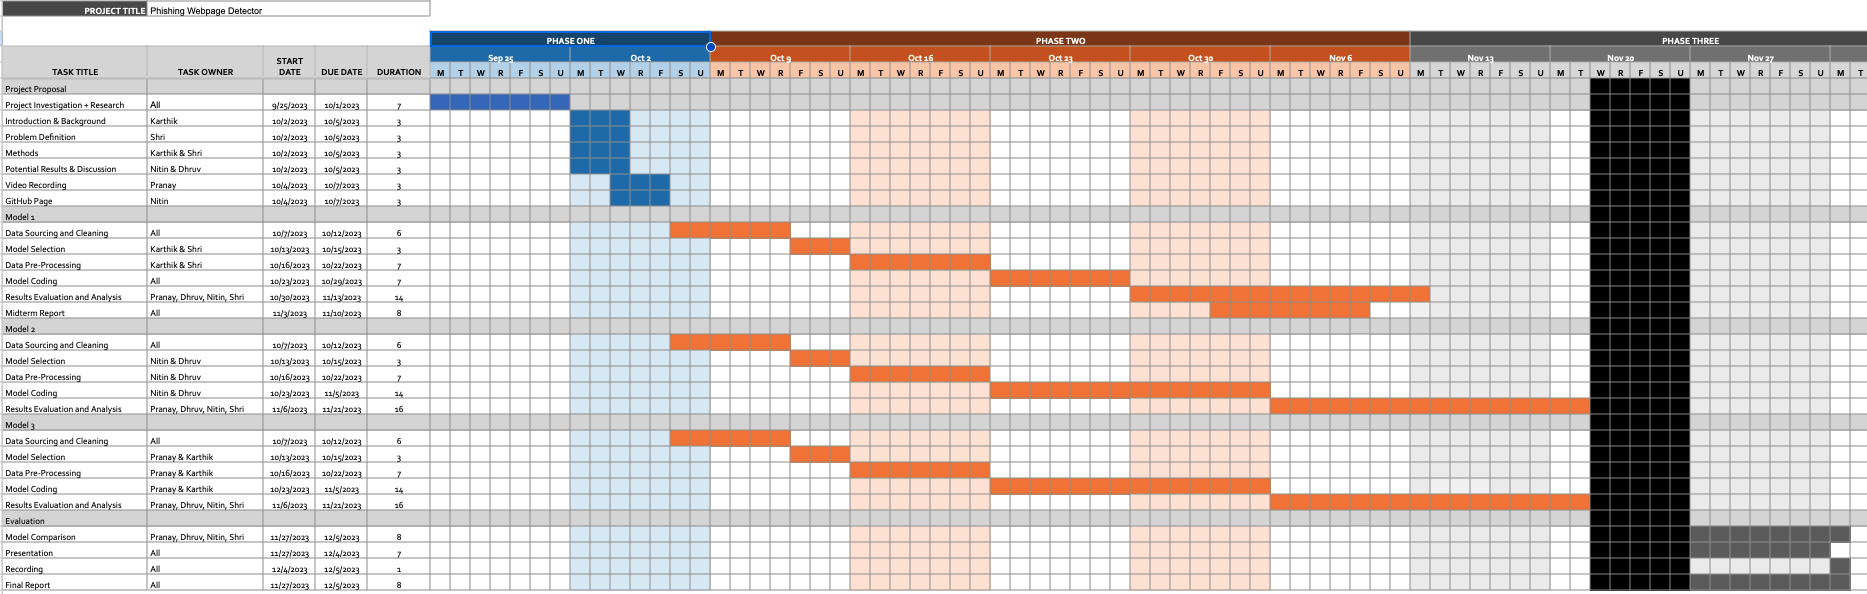 PROJECT TITLE Phishing Webpage Detector
PHASE ONE PHASE TWO PHASE THREE
Sep 25 Oct 2 Oct 9 Oct 16 Oct 23 Oct 30 Nov 6 Nov 13 Nov 20 Nov 27
TASK TITLE TASK OWNER START DATE DUE DATE DURATION M T W R F S U M T W R F S U M T W R F S U M T W R F S U M T W R F S U M T W R F S U M T W R F S U M T W R F S U M T W R F S U M T W R F S U M T
Project Proposal
Project Investigation + Research All 9/25/2023 10/1/2023 7
Introduction & Background Karthik 10/2/2023 10/5/2023 3
Problem Definition Shri 10/2/2023 10/5/2023 3
Methods Karthik & Shri 10/2/2023 10/5/2023 3
Potential Results & Discussion Nitin & Dhruv 10/2/2023 10/5/2023 3
Video Recording Pranay 10/4/2023 10/7/2023 3
GitHub Page Nitin 10/4/2023 10/7/2023 3
Model 1
Data Sourcing and Cleaning All 10/7/2023 10/12/2023 6
Model Selection Karthik & Shri 10/13/2023 10/15/2023 3
Data Pre-Processing Karthik & Shri 10/16/2023 10/22/2023 7
Model Coding All 10/23/2023 10/29/2023 7
Results Evaluation and Analysis Pranay, Dhruv, Nitin, Shri 10/30/2023 11/13/2023 14
Midterm Report All 11/3/2023 11/10/2023 8
Model 2
Data Sourcing and Cleaning All 10/7/2023 10/12/2023 6
Model Selection Nitin & Dhruv 10/13/2023 10/15/2023 3
Data Pre-Processing Nitin & Dhruv 10/16/2023 10/22/2023 7
Model Coding Nitin & Dhruv 10/23/2023 11/5/2023 14
Results Evaluation and Analysis Pranay, Dhruv, Nitin, Shri 11/6/2023 11/21/2023 16
Model 3
Data Sourcing and Cleaning All 10/7/2023 10/12/2023 6
Model Selection Pranay & Karthik 10/13/2023 10/15/2023 3
Data Pre-Processing Pranay & Karthik 10/16/2023 10/22/2023 7
Model Coding Pranay & Karthik 10/23/2023 11/5/2023 14
Results Evaluation and Analysis Pranay, Dhruv, Nitin, Shri 11/6/2023 11/21/2023 16
Evaluation
Model Comparison Pranay, Dhruv, Nitin, Shri 11/27/2023 12/5/2023 8
Presentation All 11/27/2023 12/4/2023 7
Recording All 12/4/2023 12/5/2023 1
Final Report All 11/27/2023 12/5/2023 8